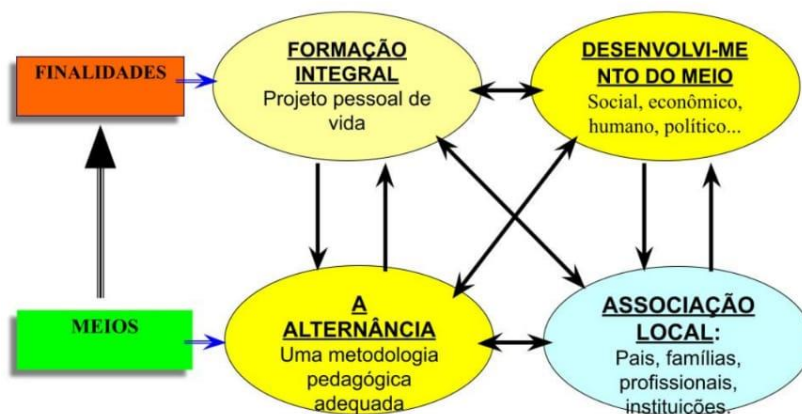 FINALIDADES
FORMAÇÃO
INTEGRAL
Projeto pessoal de
vida
DESENVOLVI-ME
NTO DO MEIO
Social, econômico,
humano, político...
MEIOS
A
ALTERNÂNCIA
Uma metodologia
pedagógica
adequada
ASSOCIAÇÃO
LOCAL:
Pais, famílias,
profissionais,
instituições.